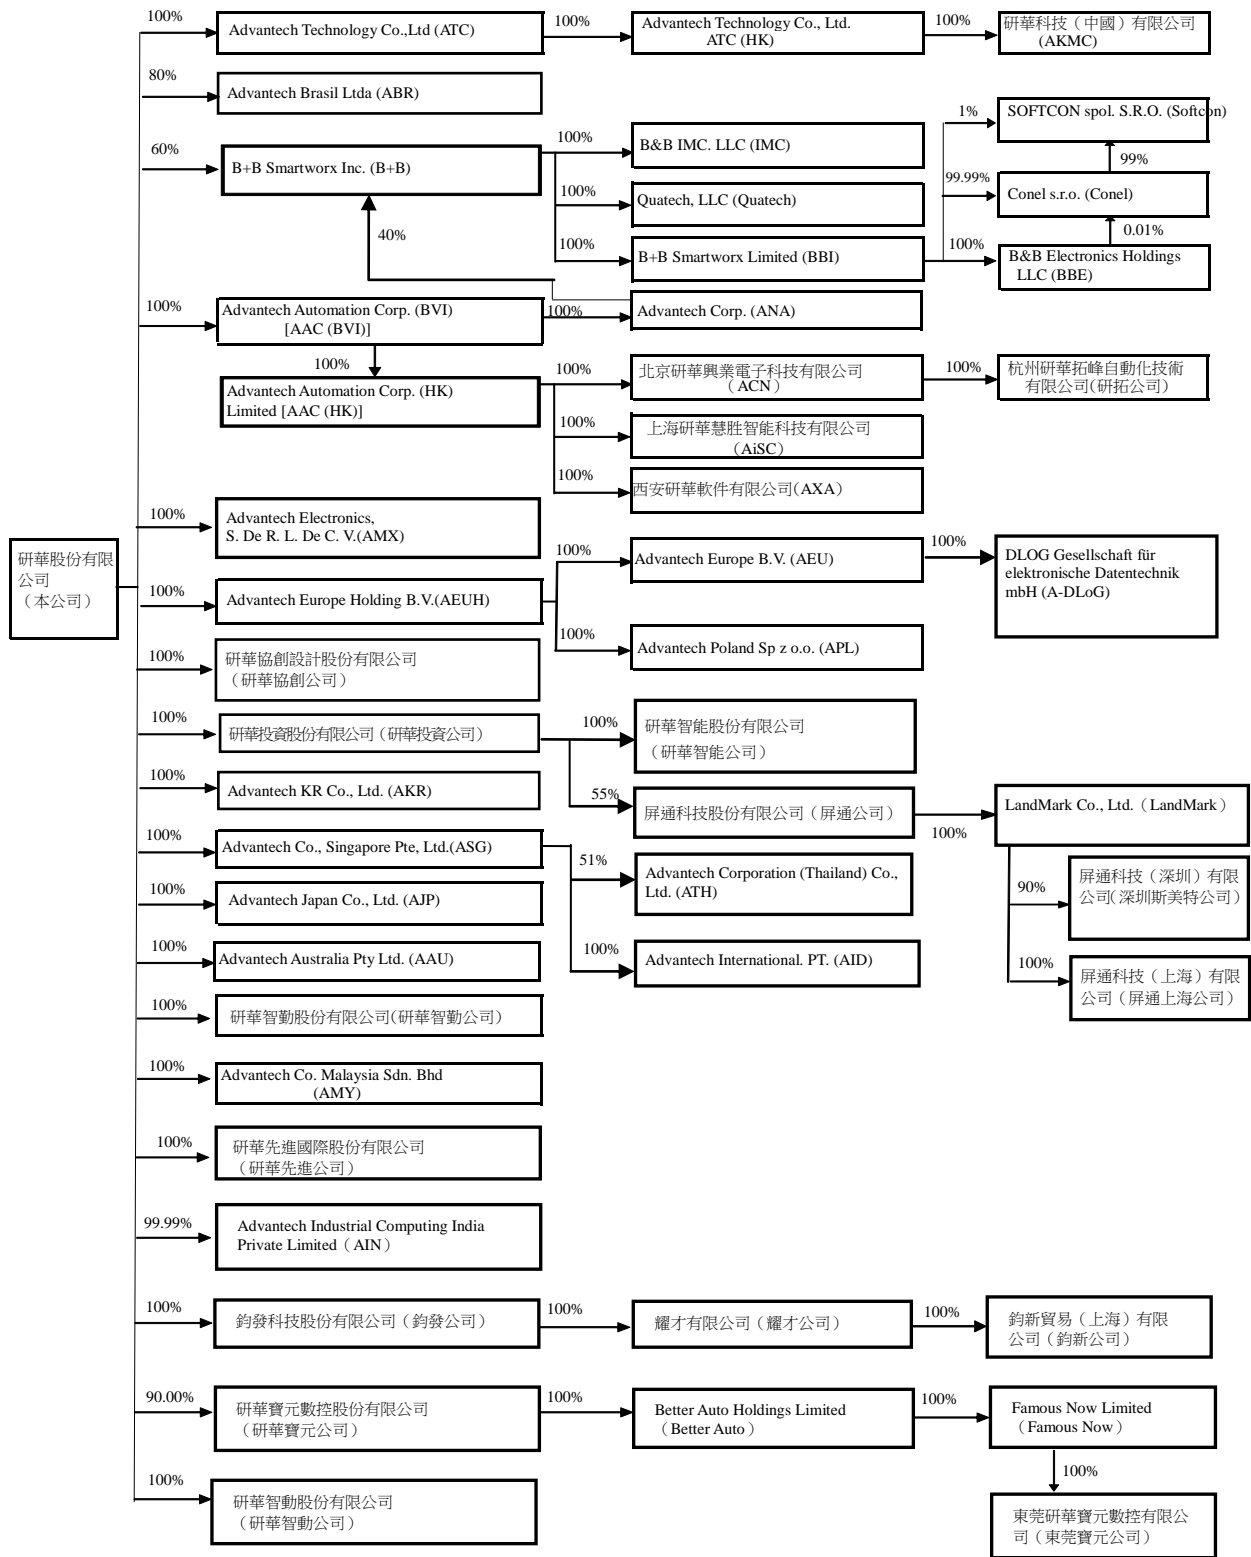 100%
Advantech Technology Co.,Ltd (ATC)
100%
Advantech Technology Co., Ltd.
ATC (HK)
100%
研華科技（中國）有限公司
(AKMC)
80%
Advantech Brasil Ltda (ABR)
60%
B+B Smartworx Inc. (B+B)
100%
B&B IMC. LLC (IMC)
1%
SOFTCON spol. S.R.O. (Softcon)
99%
100%
Quatech, LLC (Quatech)
99.99%
Conel s.r.o. (Conel)
0.01%
40%
100%
B+B Smartworx Limited (BBI)
100%
B&B Electronics Holdings
LLC (BBE)
100%
Advantech Automation Corp. (BVI)
[AAC (BVI)]
100%
Advantech Corp. (ANA)
100%
Advantech Automation Corp. (HK)
Limited [AAC (HK)]
100%
北京研華興業電子科技有限公司
（ACN）
100%
杭州研華拓峰自動化技術
有限公司(研拓公司)
100%
上海研華慧胜智能科技有限公司
（AiSC）
100%
西安研華軟件有限公司(AXA）
研華股份有限
公司
（本公司）
100%
Advantech Electronics,
S. De R. L. De C. V.(AMX)
100%
Advantech Europe Holding B.V.(AEUH)
100%
Advantech Europe B.V. (AEU)
100%
DLOG Gesellschaft für
elektronische Datentechnik
mbH (A-DLoG)
100%
Advantech Poland Sp z o.o. (APL)
100%
研華協創設計股份有限公司
（研華協創公司）
100%
研華投資股份有限公司（研華投資公司）
100%
研華智能股份有限公司
（研華智能公司）
55%
屏通科技股份有限公司（屏通公司）
100%
LandMark Co., Ltd.（LandMark）
90%
屏通科技（深圳）有限
公司(深圳斯美特公司）
100%
屏通科技（上海）有限
公司（屏通上海公司）
100%
Advantech KR Co., Ltd. (AKR)
100%
Advantech Co., Singapore Pte, Ltd.(ASG)
51%
Advantech Corporation (Thailand) Co.,
Ltd. (ATH)
100%
Advantech International. PT. (AID)
100%
Advantech Japan Co., Ltd. (AJP)
100%
Advantech Australia Pty Ltd. (AAU)
100%
研華智勤股份有限公司(研華智勤公司）
100%
Advantech Co. Malaysia Sdn. Bhd
(AMY)
100%
研華先進國際股份有限公司
（研華先進公司）
99.99%
Advantech Industrial Computing India
Private Limited（AIN）
100%
鈞發科技股份有限公司（鈞發公司）
100%
耀才有限公司（耀才公司）
100%
鈞新貿易（上海）有限
公司（鈞新公司）
90.00%
研華寶元數控股份有限公司
（研華寶元公司）
100%
Better Auto Holdings Limited
（Better Auto）
100%
Famous Now Limited
（Famous Now）
100%
東莞研華寶元數控有限公
司（東莞寶元公司）
100%
研華智動股份有限公司
（研華智動公司）